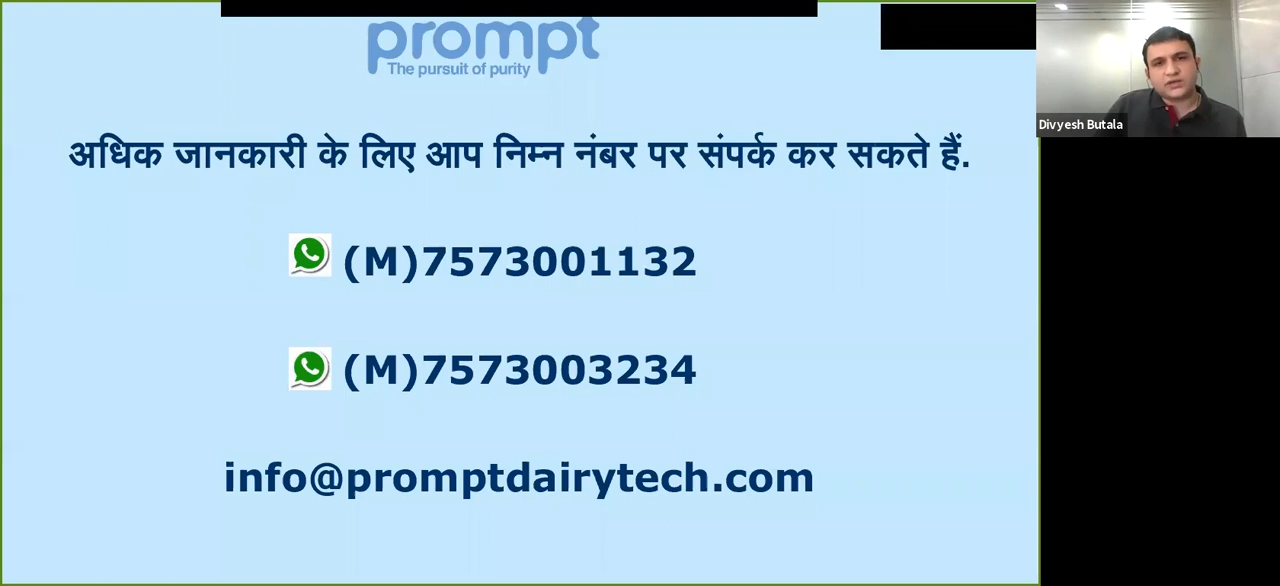 prompt
The pursuit of purity
Divyesh Butala
अधिक जानकारी के लिए आप निम्न नंबर पर संपर्क कर सकते हैं.
(M)7573001132
(M)7573003234
info@promptdairytech.com